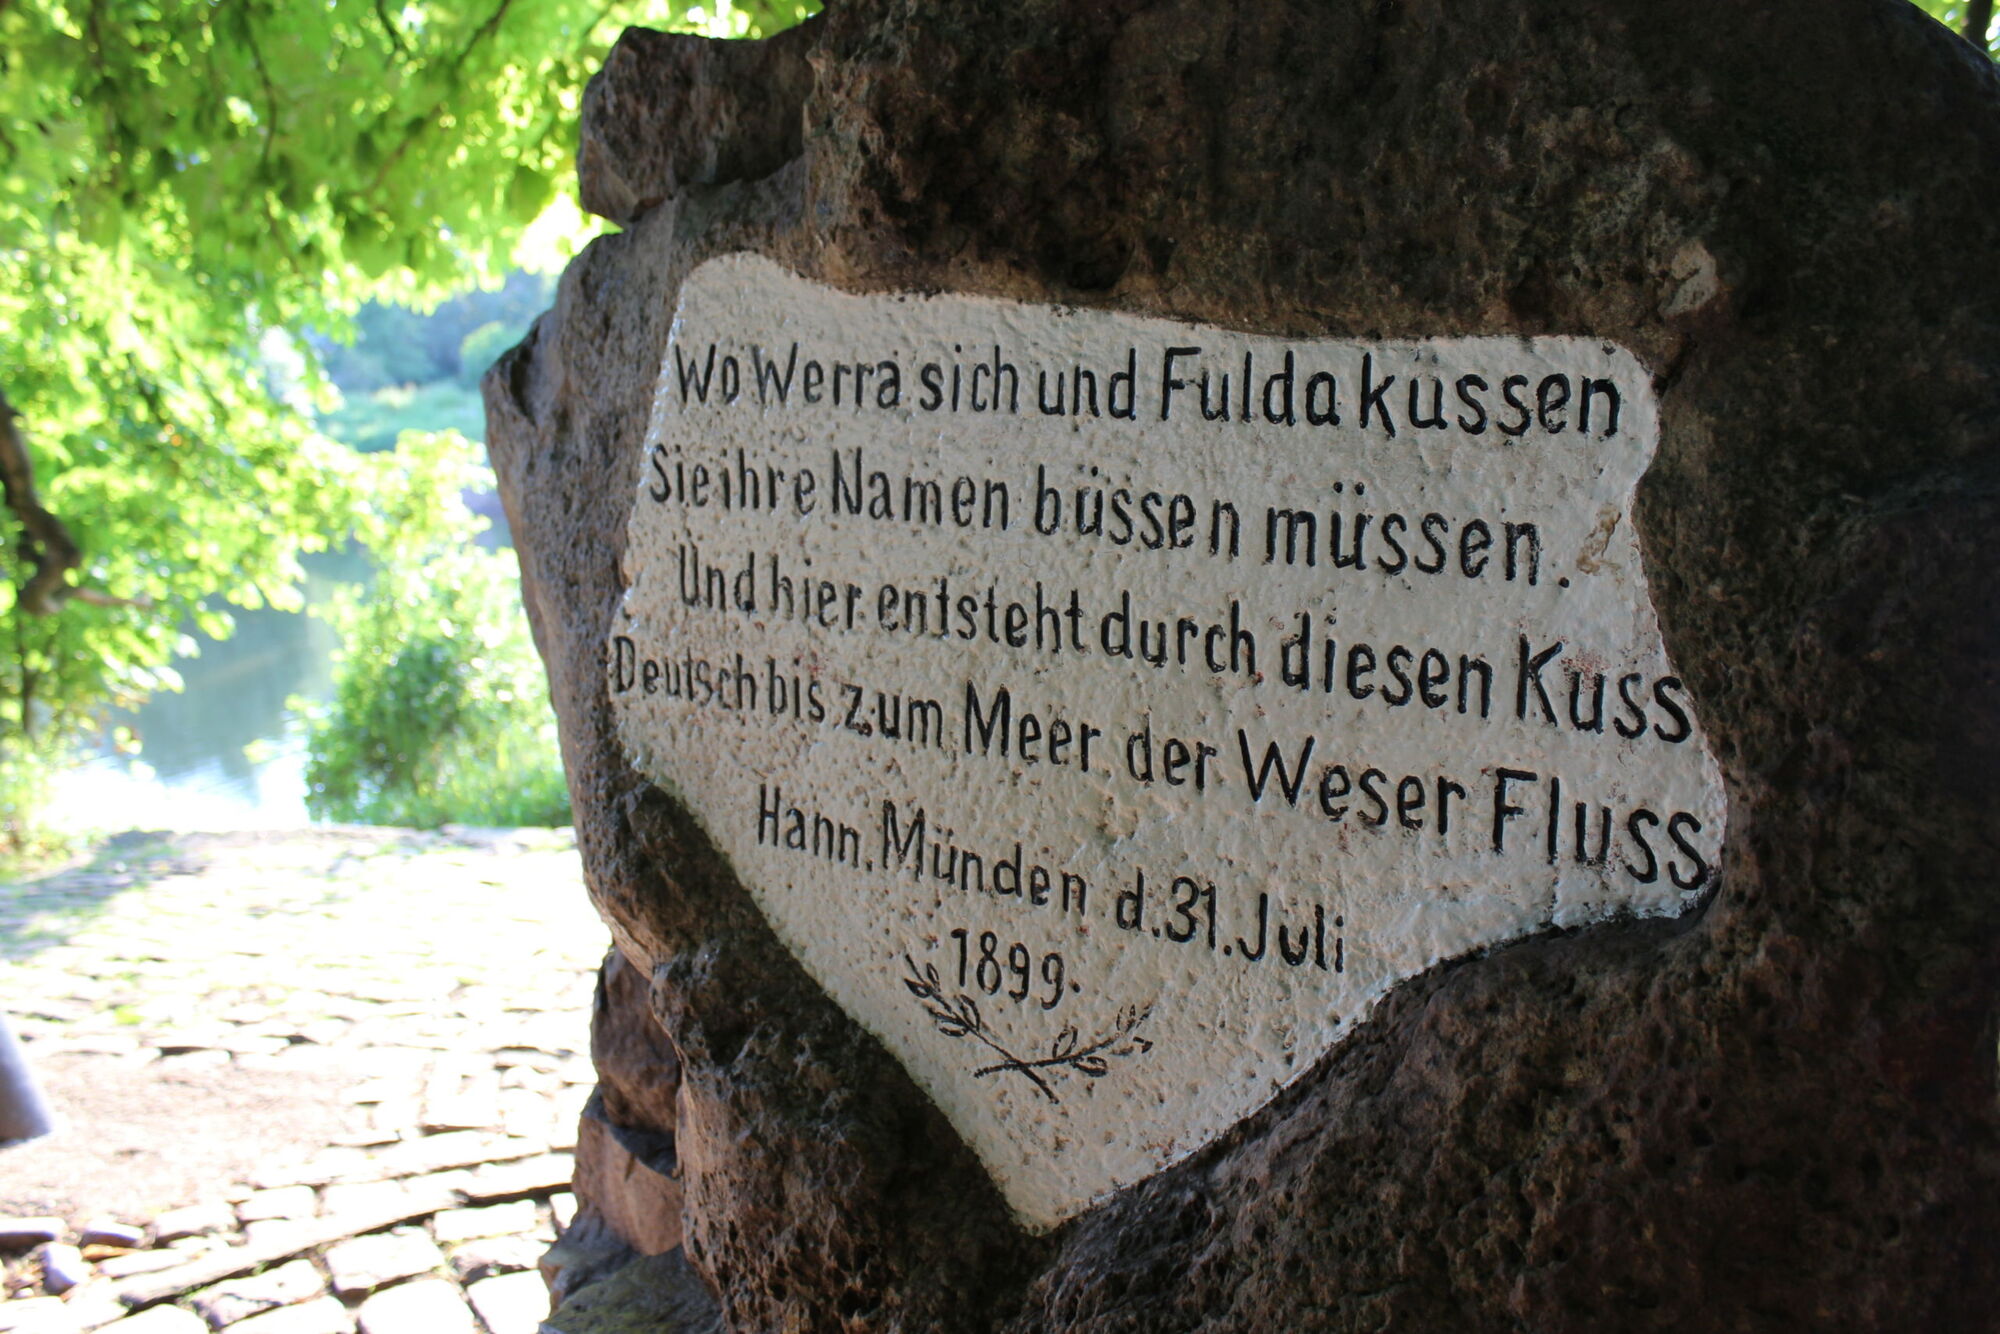 Wo Werra sich und Fulda kussen
Sie ihre Namen büssen müssen.
Und hier entsteht durch diesen Kuss
Deutsch bis zum Meer der Weser Fluss
Hann. Münden d. 31. Juli
1899.